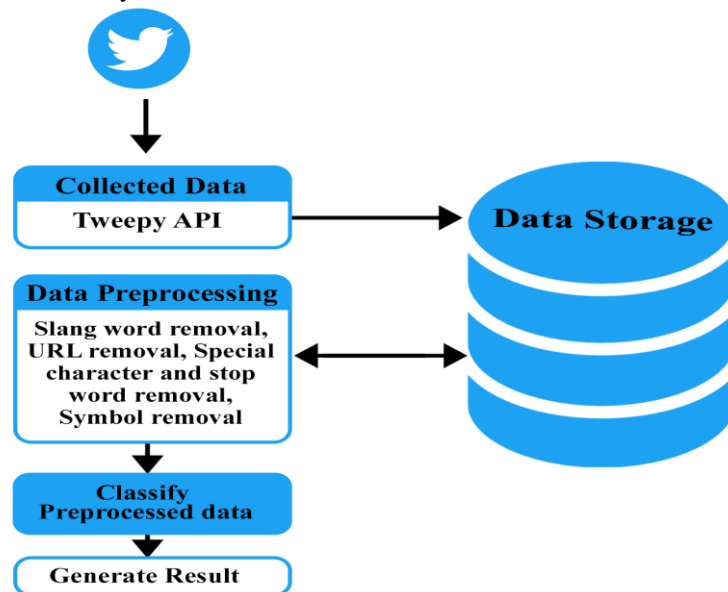 Collected Data
Tweepy API
Data Storage
Data Preprocessing
Slang word removal,
URL removal, Special
character and stop
word removal,
Symbol removal
Classify
Preprocessed data
Generate Result